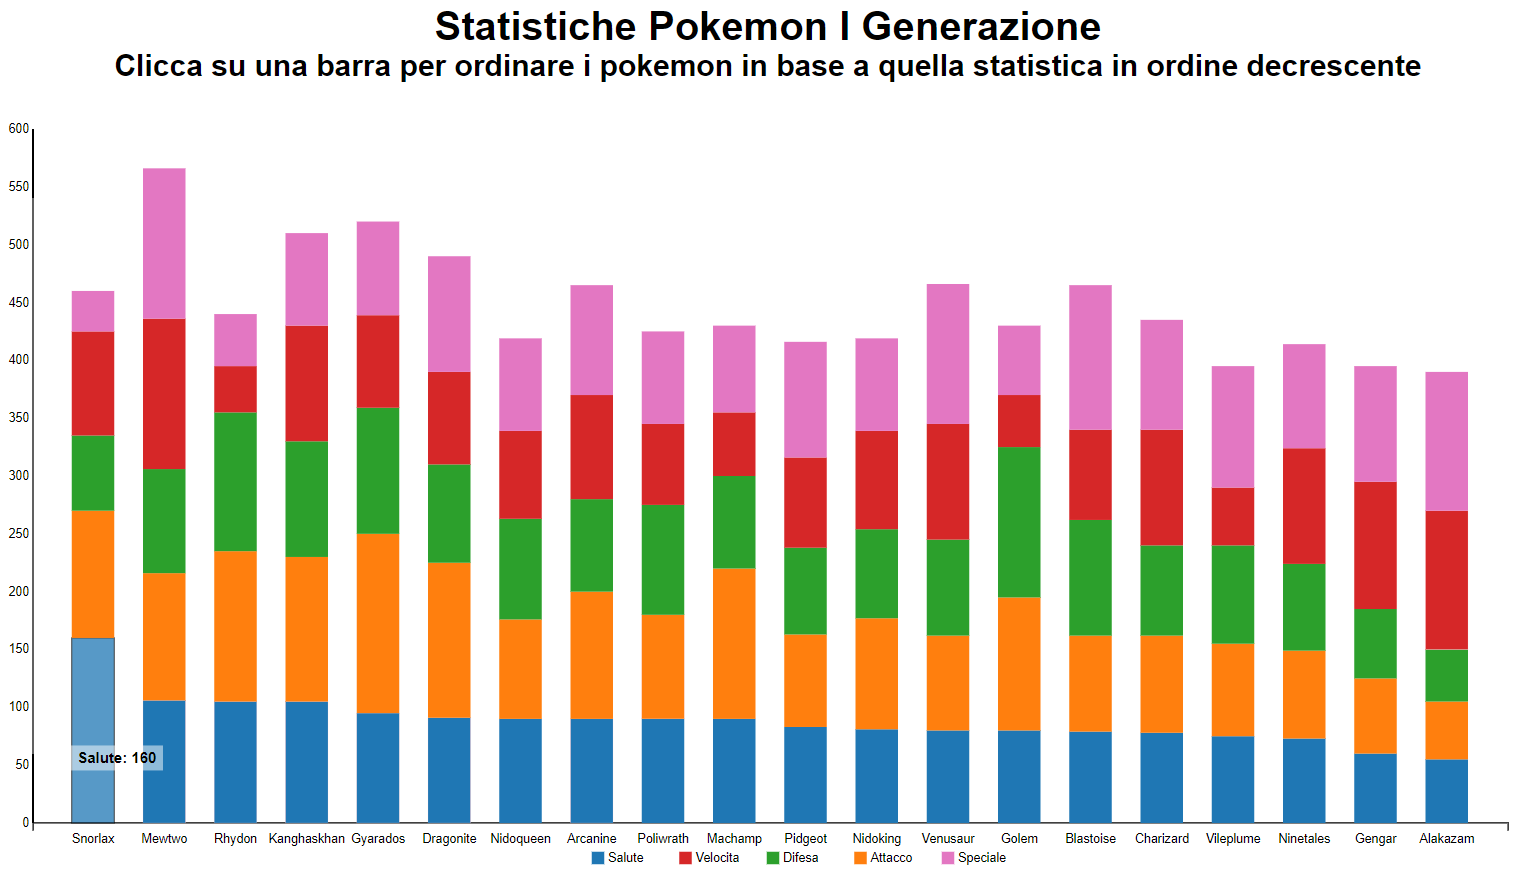 Statistiche Pokemon I Generazione
Clicca su una barra per ordinare i pokemon in base a quella statistica in ordine decrescente
600
550
500
450
400
350
300
250
200
150
100
50
0
Salute: 160
Snorlax Mewtwo Rhydon Kanghaskhan Gyarados Dragonite Nidoqueen Arcanine Poliwrath Machamp Pidgeot Nidoking Venusaur Golem Blastoise Charizard Vileplume Ninetales Gengar Alakazam
Salute Velocita Difesa Attacco Speciale